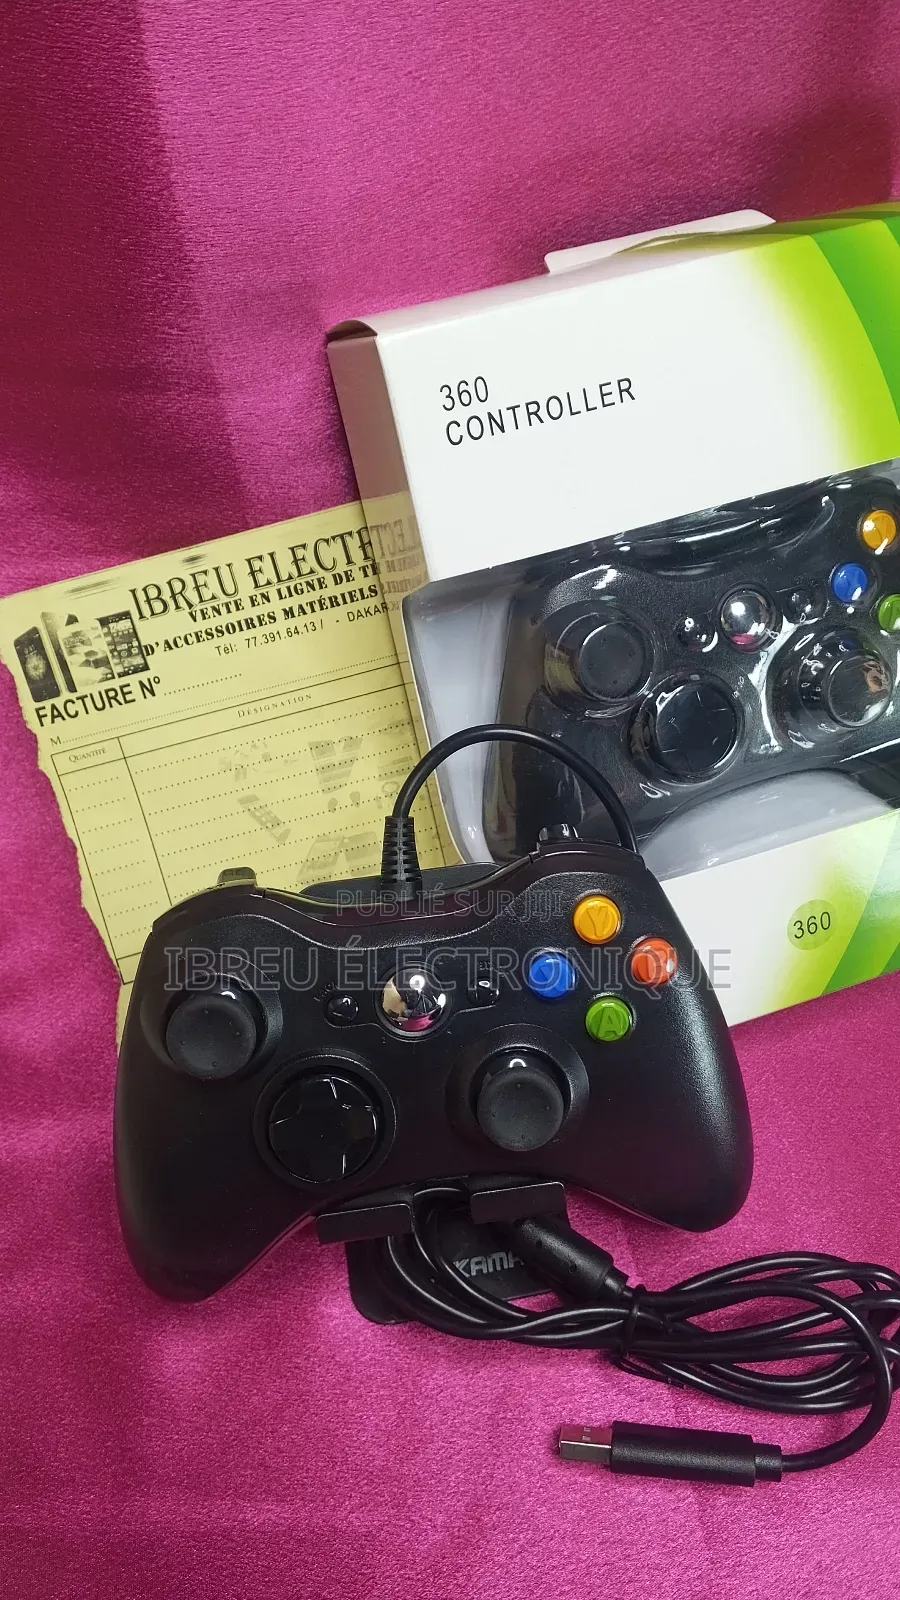 360
CONTROLLER
IBREU ELECT
VENTE EN LIGNE DE
D'ACCESSOIRES MATÉRIELS
Tél: 77.391.64.13 / - DAKAR
FACTURE N°
M
QUANTITÉ
DÉSIGNATION
360
PUBLIÉ SUR JIJI
IBREU ÉLECTRONIQUE
Y
A
KAMA